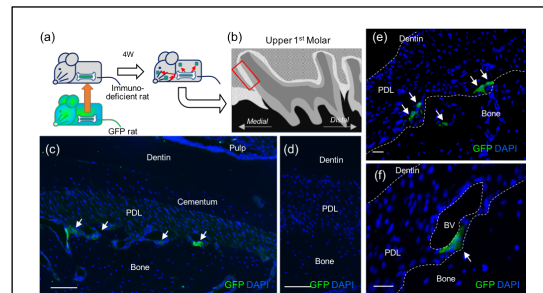 (a)
4W
Immuno-
deficient rat
GFP rat
(b)
Upper 1st Molar
Medial
Distal
(c)
Pulp
Dentin
Cementum
PDL
Bone
GFP DAPI
(d)
Dentin
PDL
Bone
GFP DAPI
(e)
Dentin
PDL
Bone
GFP DAPI
(f)
Dentin
BV
PDL
Bone
GFP DAPI